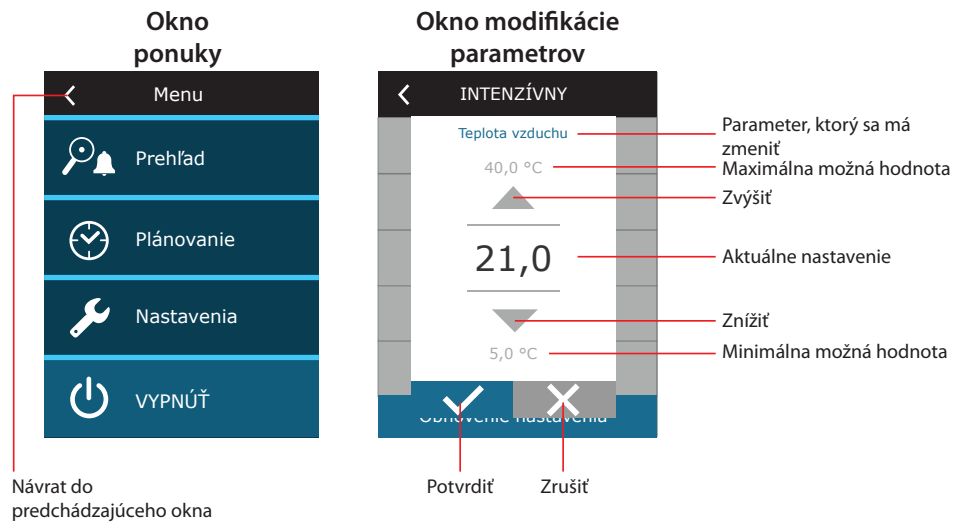 Okno
ponuky
Menu
Prehľad
Plánovanie
Nastavenia
VYPNÚŤ
Návrat do
predchádzajúceho okna
Okno modifikácie
parametrov
INTENZÍVNY
Teplota vzduchu
40,0 °C
21,0
5,0 °C
Obnovenie nastavenia
Parameter, ktorý sa má
zmeniť
Maximálna možná hodnota
Zvýšiť
Aktuálne nastavenie
Znížiť
Minimálna možná hodnota
Potvrdiť
Zrušiť